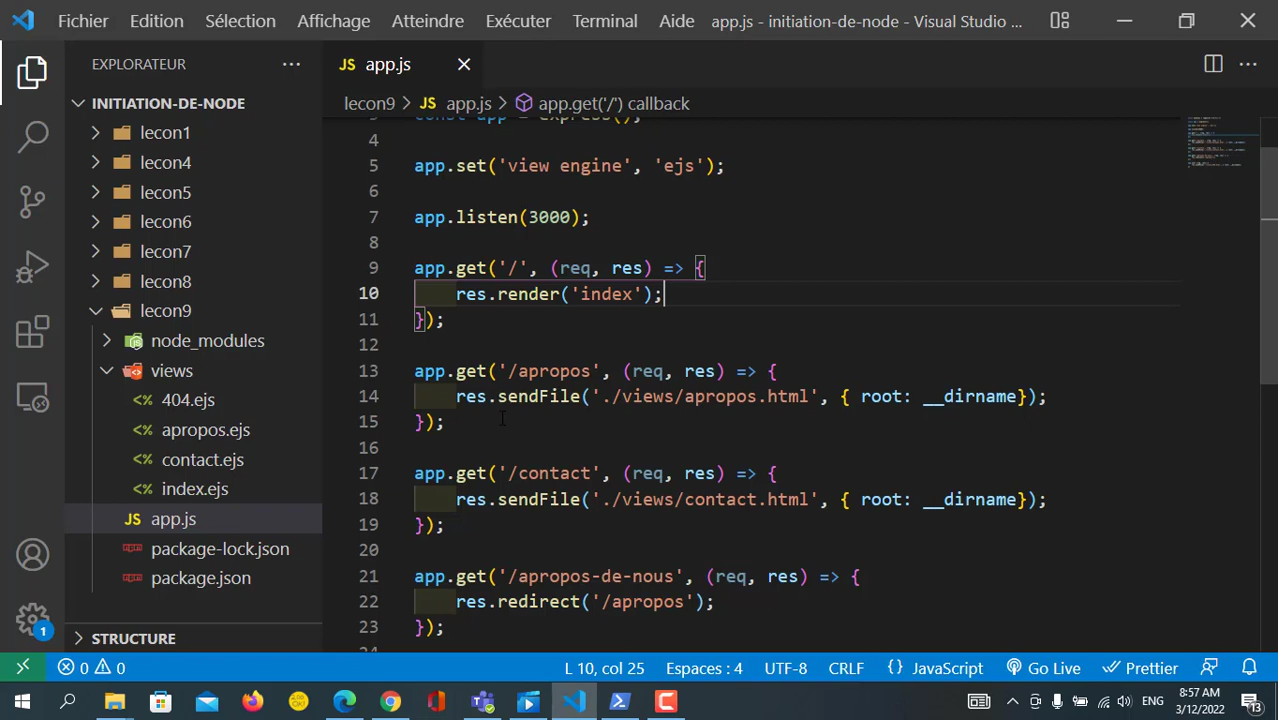 Fichier Edition Sélection Affichage Atteindre Exécuter Terminal Aide app.js - initiation-de-node - Visual Studio ...
EXPLORATEUR ...
JS app.js
lecon9 > JS app.js > app.get('/') callback
INITIATION-DE-NODE
lecon1
lecon4
lecon5
lecon6
lecon7
lecon8
lecon9
node_modules
views
<% 404.ejs
<% apropos.ejs
<% contact.ejs
<% index.ejs
JS app.js
package-lock.json
package.json
STRUCTURE
3 const app = express();
4
5 app.set('view engine', 'ejs');
6
7 app.listen(3000);
8
9 app.get('/', (req, res) => {
10 res.render('index');
11 });
12
13 app.get('/apropos', (req, res) => {
14 res.sendFile('./views/apropos.html', { root: __dirname});
15 });
16
17 app.get('/contact', (req, res) => {
18 res.sendFile('./views/contact.html', { root: __dirname});
19 });
20
21 app.get('/apropos-de-nous', (req, res) => {
22 res.redirect('/apropos');
23 });
1
0 0 L 10, col 25 Espaces : 4 UTF-8 CRLF {} JavaScript Go Live Prettier
ENG 8:57 AM 3/12/2022 13